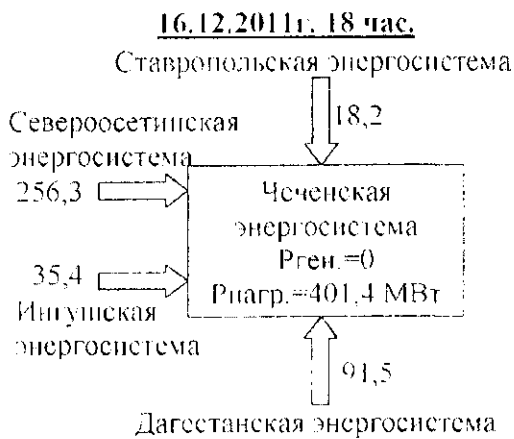 16.12.2011г. 18 час.
Ставропольская энергосистема
18,2
Североосетинская
энергосистема
256,3
Чеченская
энергосистема
Рген.=0
Рнагр.=401,4 МВт
35,4
Ингушская
энергосистема
91,5
Дагестанская энергосистема